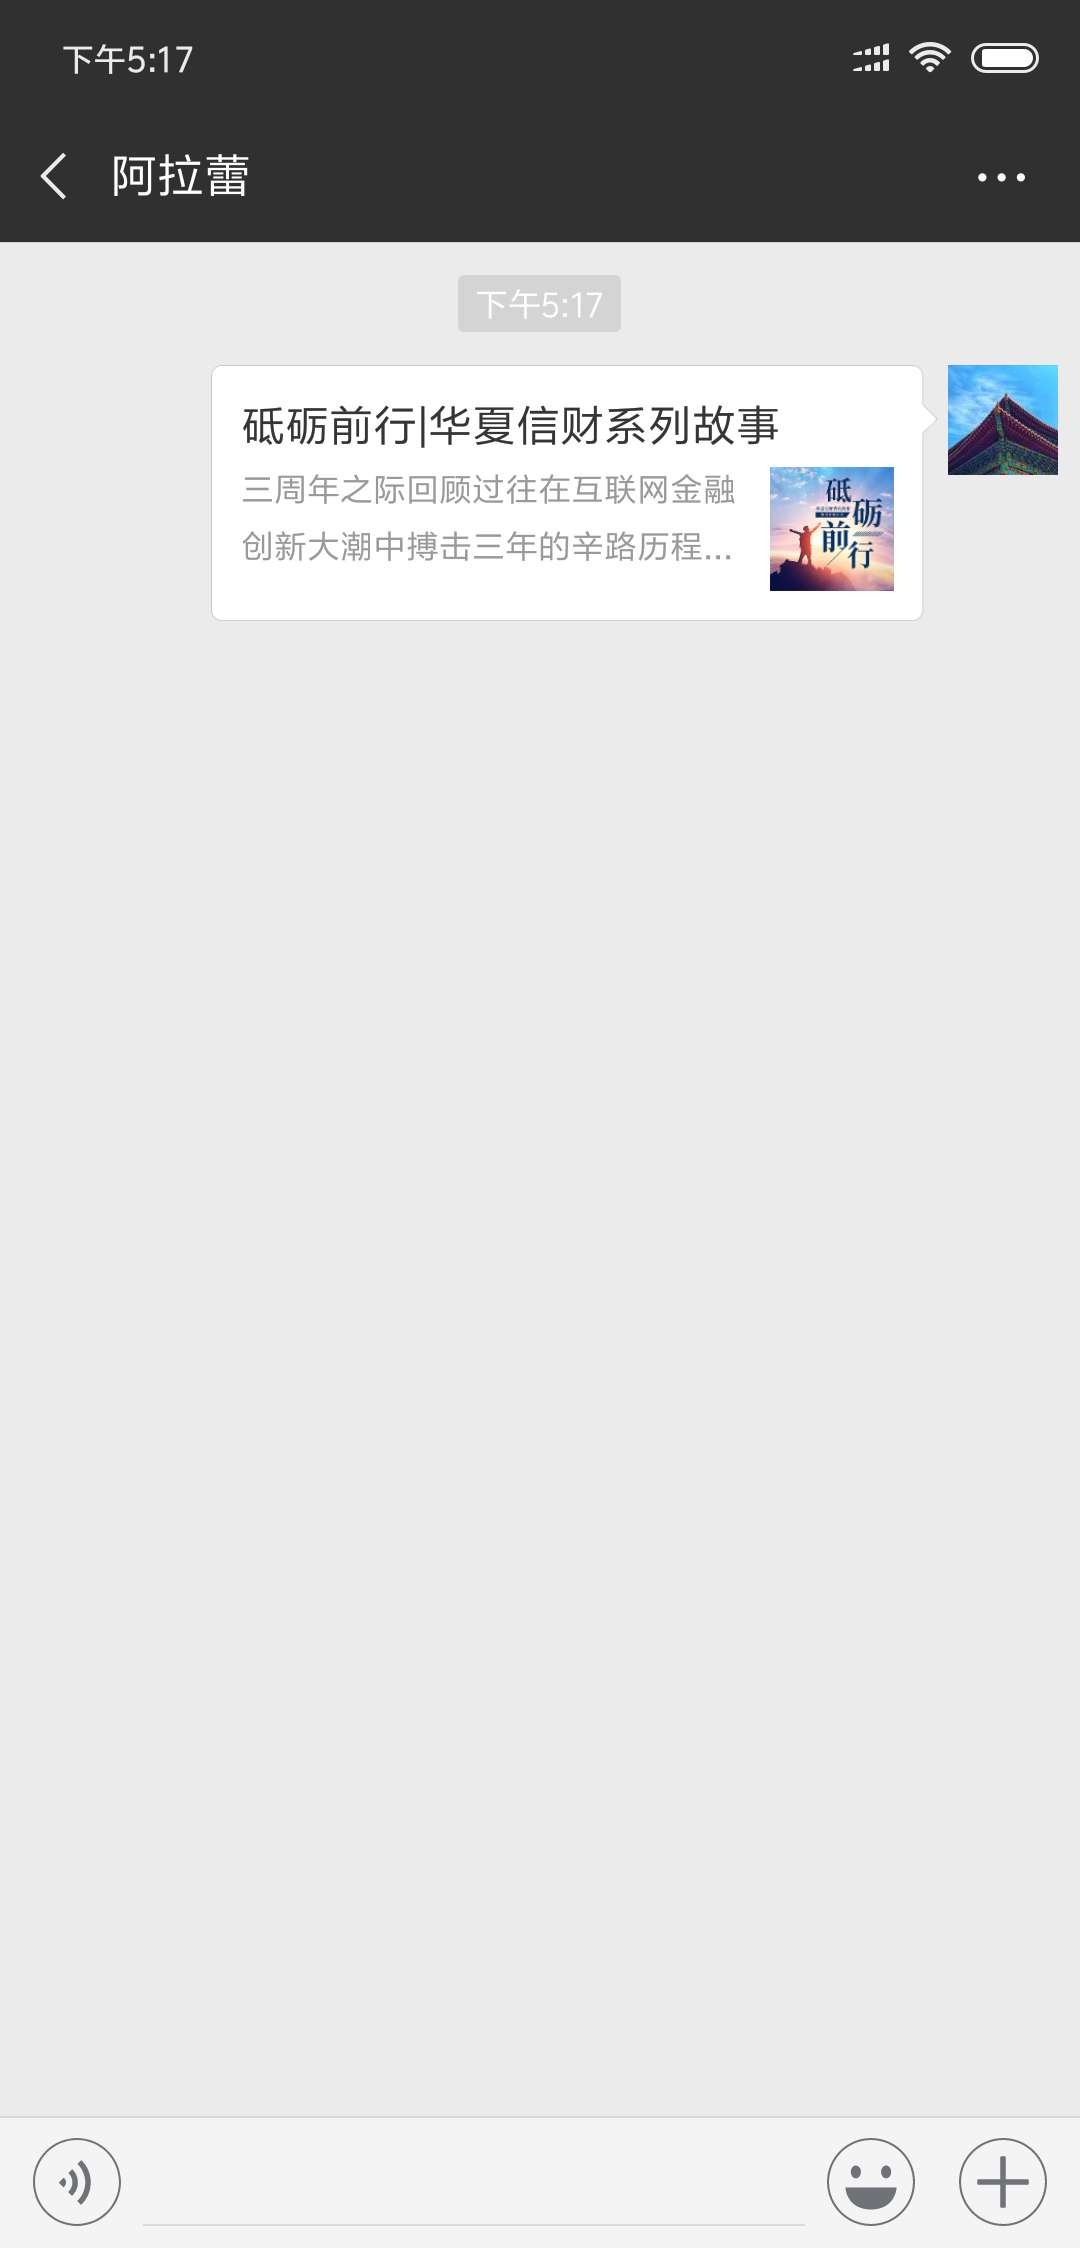 下午5:17
阿拉蕾
下午5:17
砥砺前行|华夏信财系列故事
三周年之际回顾过往在互联网金融
创新大潮中搏击三年的辛路历程...
砥
砺
前
行